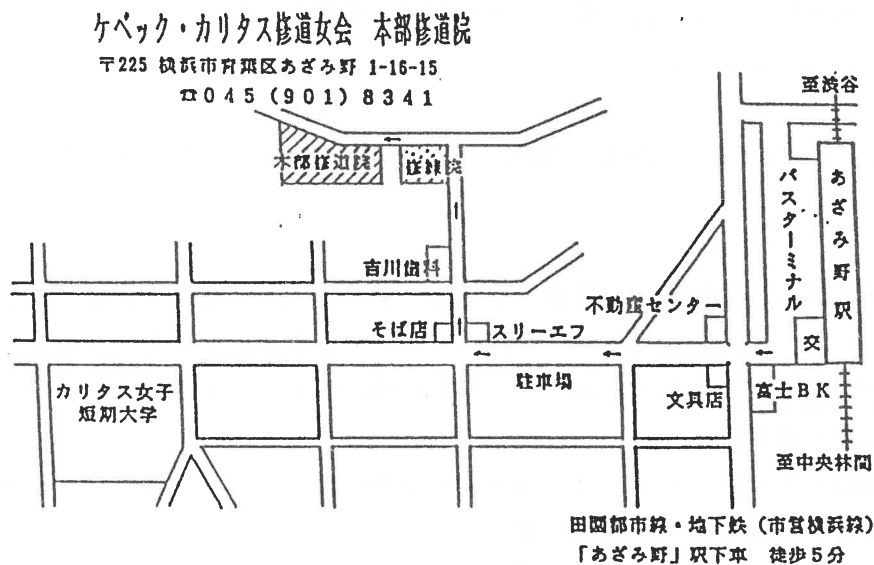 ケベック・カリタス修道女会 本部修道院
〒225 横浜市青葉区あざみ野 1-16-15
☎045 (901) 8341
至渋谷
本部修道院
バスターミナル
あざみ野駅
吉川歯科
不動産センター
そば店
スリーエフ
交
カリタス女子
短期大学
駐車場
文具店
富士BK
至中央林間
田園都市線・地下鉄 (市営横浜線)
「あざみ野」駅下車 徒歩5分